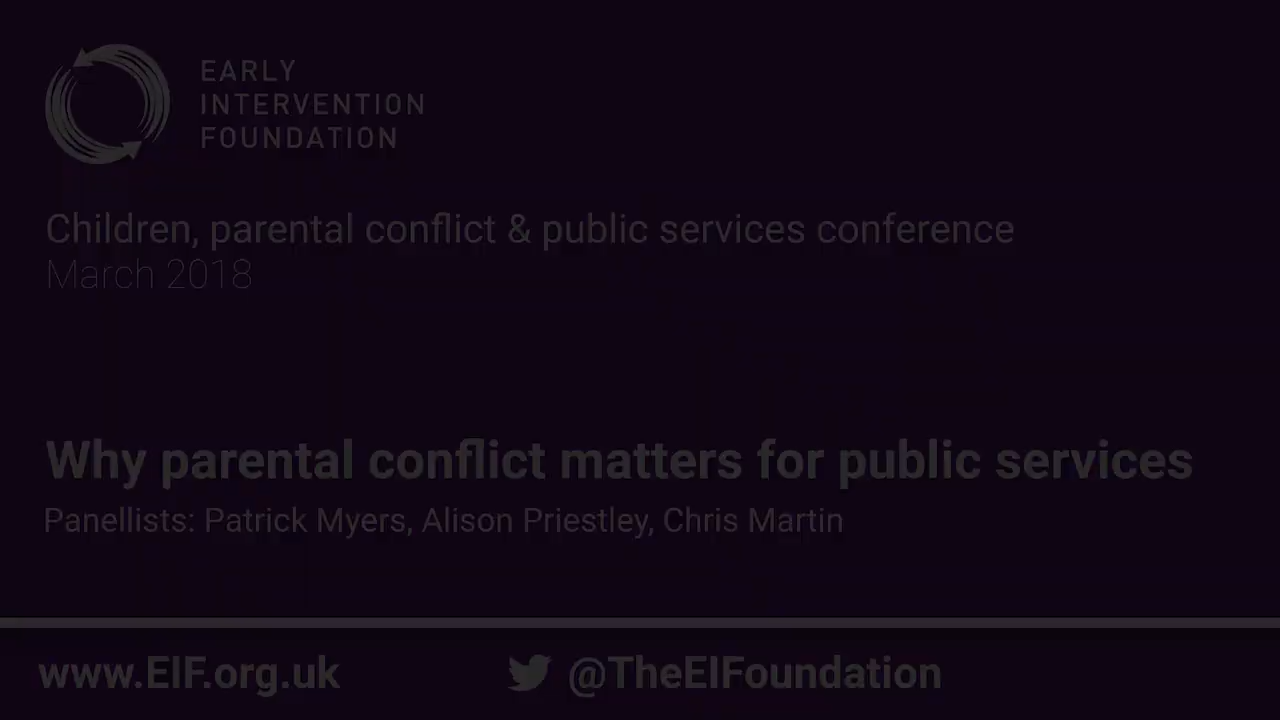 EARLY
INTERVENTION
FOUNDATION
Children, parental conflict & public services conference
March 2018
Why parental conflict matters for public services
Panellists: Patrick Myers, Alison Priestley, Chris Martin
www.EIF.org.uk
@TheEIFoundation